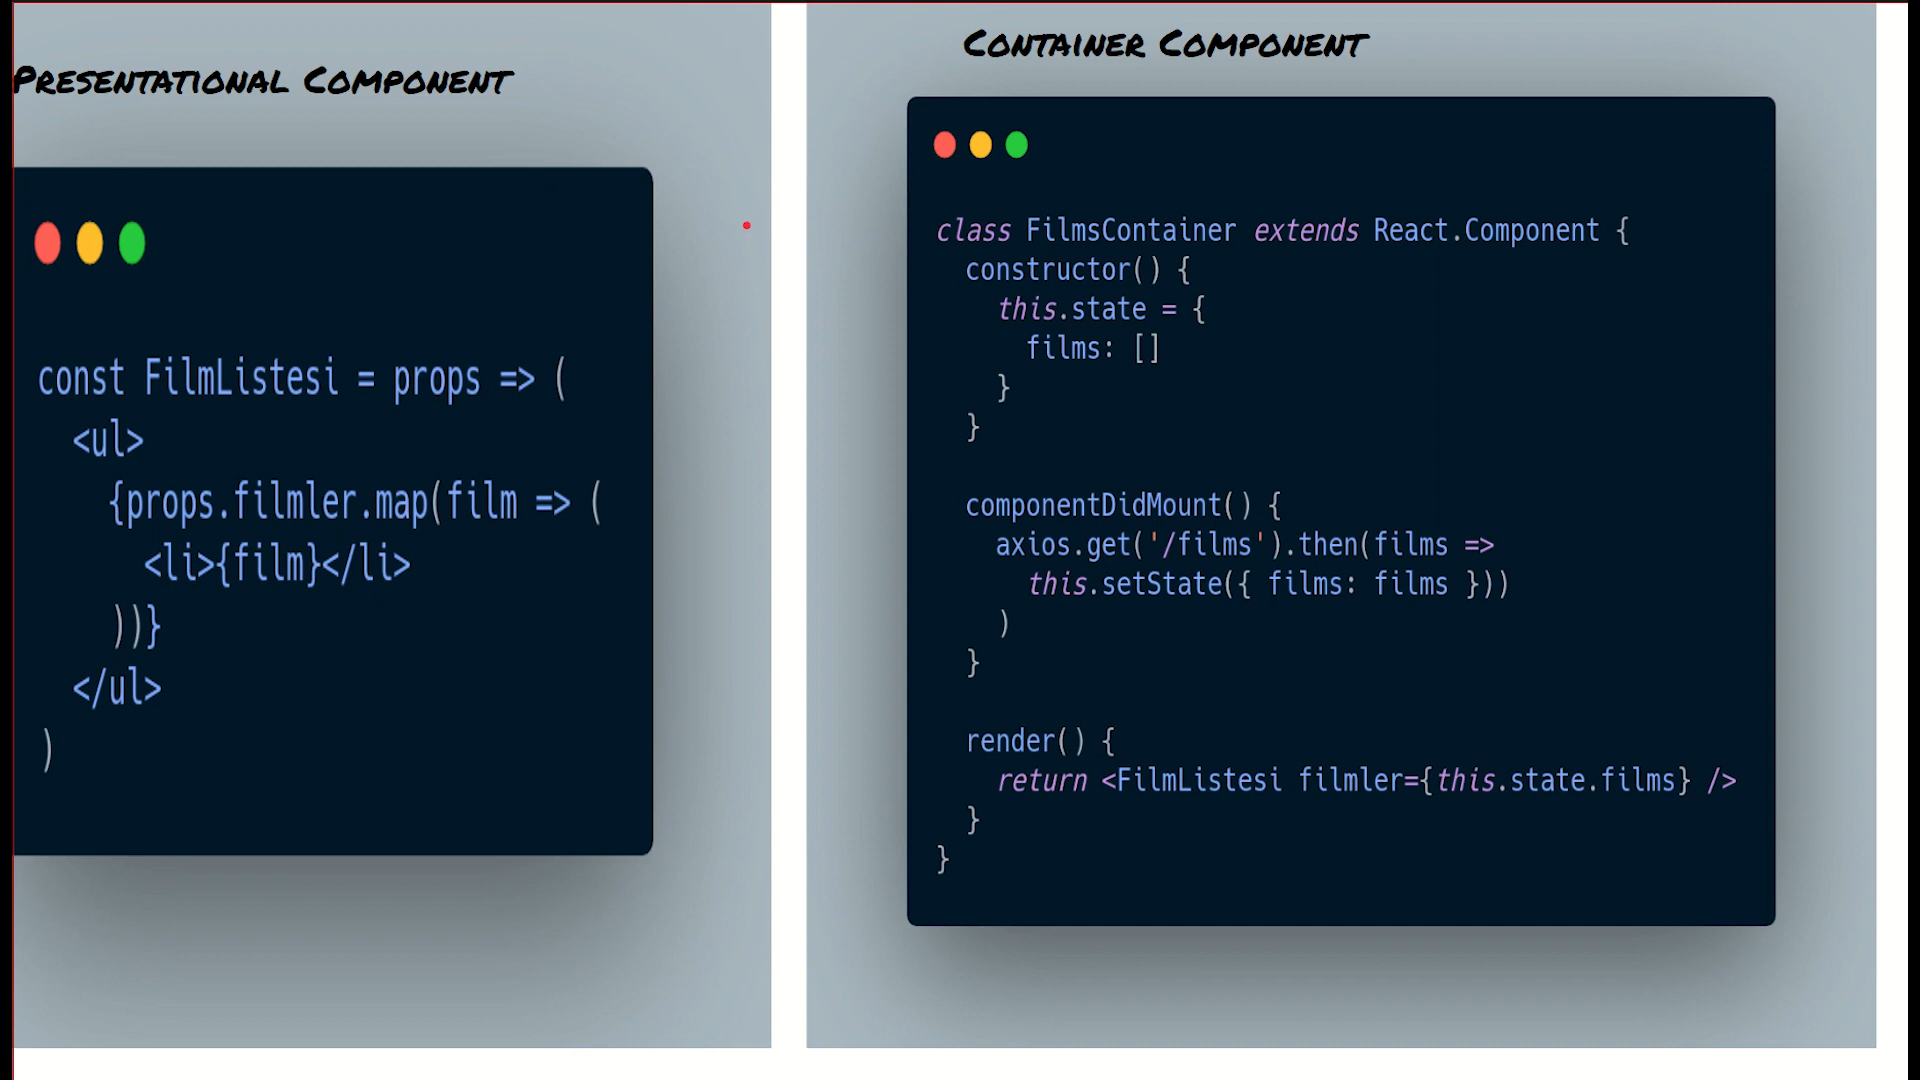 Presentational Component
const FilmListesi = props => (
<ul>
{props.filmler.map(film => (
<li>{film}</li>
))}
</ul>
)
Container Component
class FilmsContainer extends React.Component {
constructor() {
this.state = {
films: []
}
}
componentDidMount() {
axios.get('/films').then(films =>
this.setState({ films: films }))
)
}
render() {
return <FilmListesi filmler={this.state.films} />
}
}